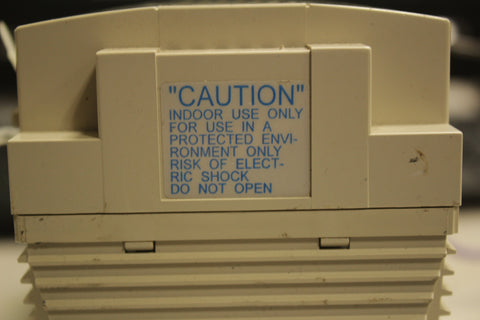 "CAUTION"
INDOOR USE ONLY
FOR USE IN A
PROTECTED ENVI-
RONMENT ONLY
RISK OF ELECT-
RIC SHOCK
DO NOT OPEN